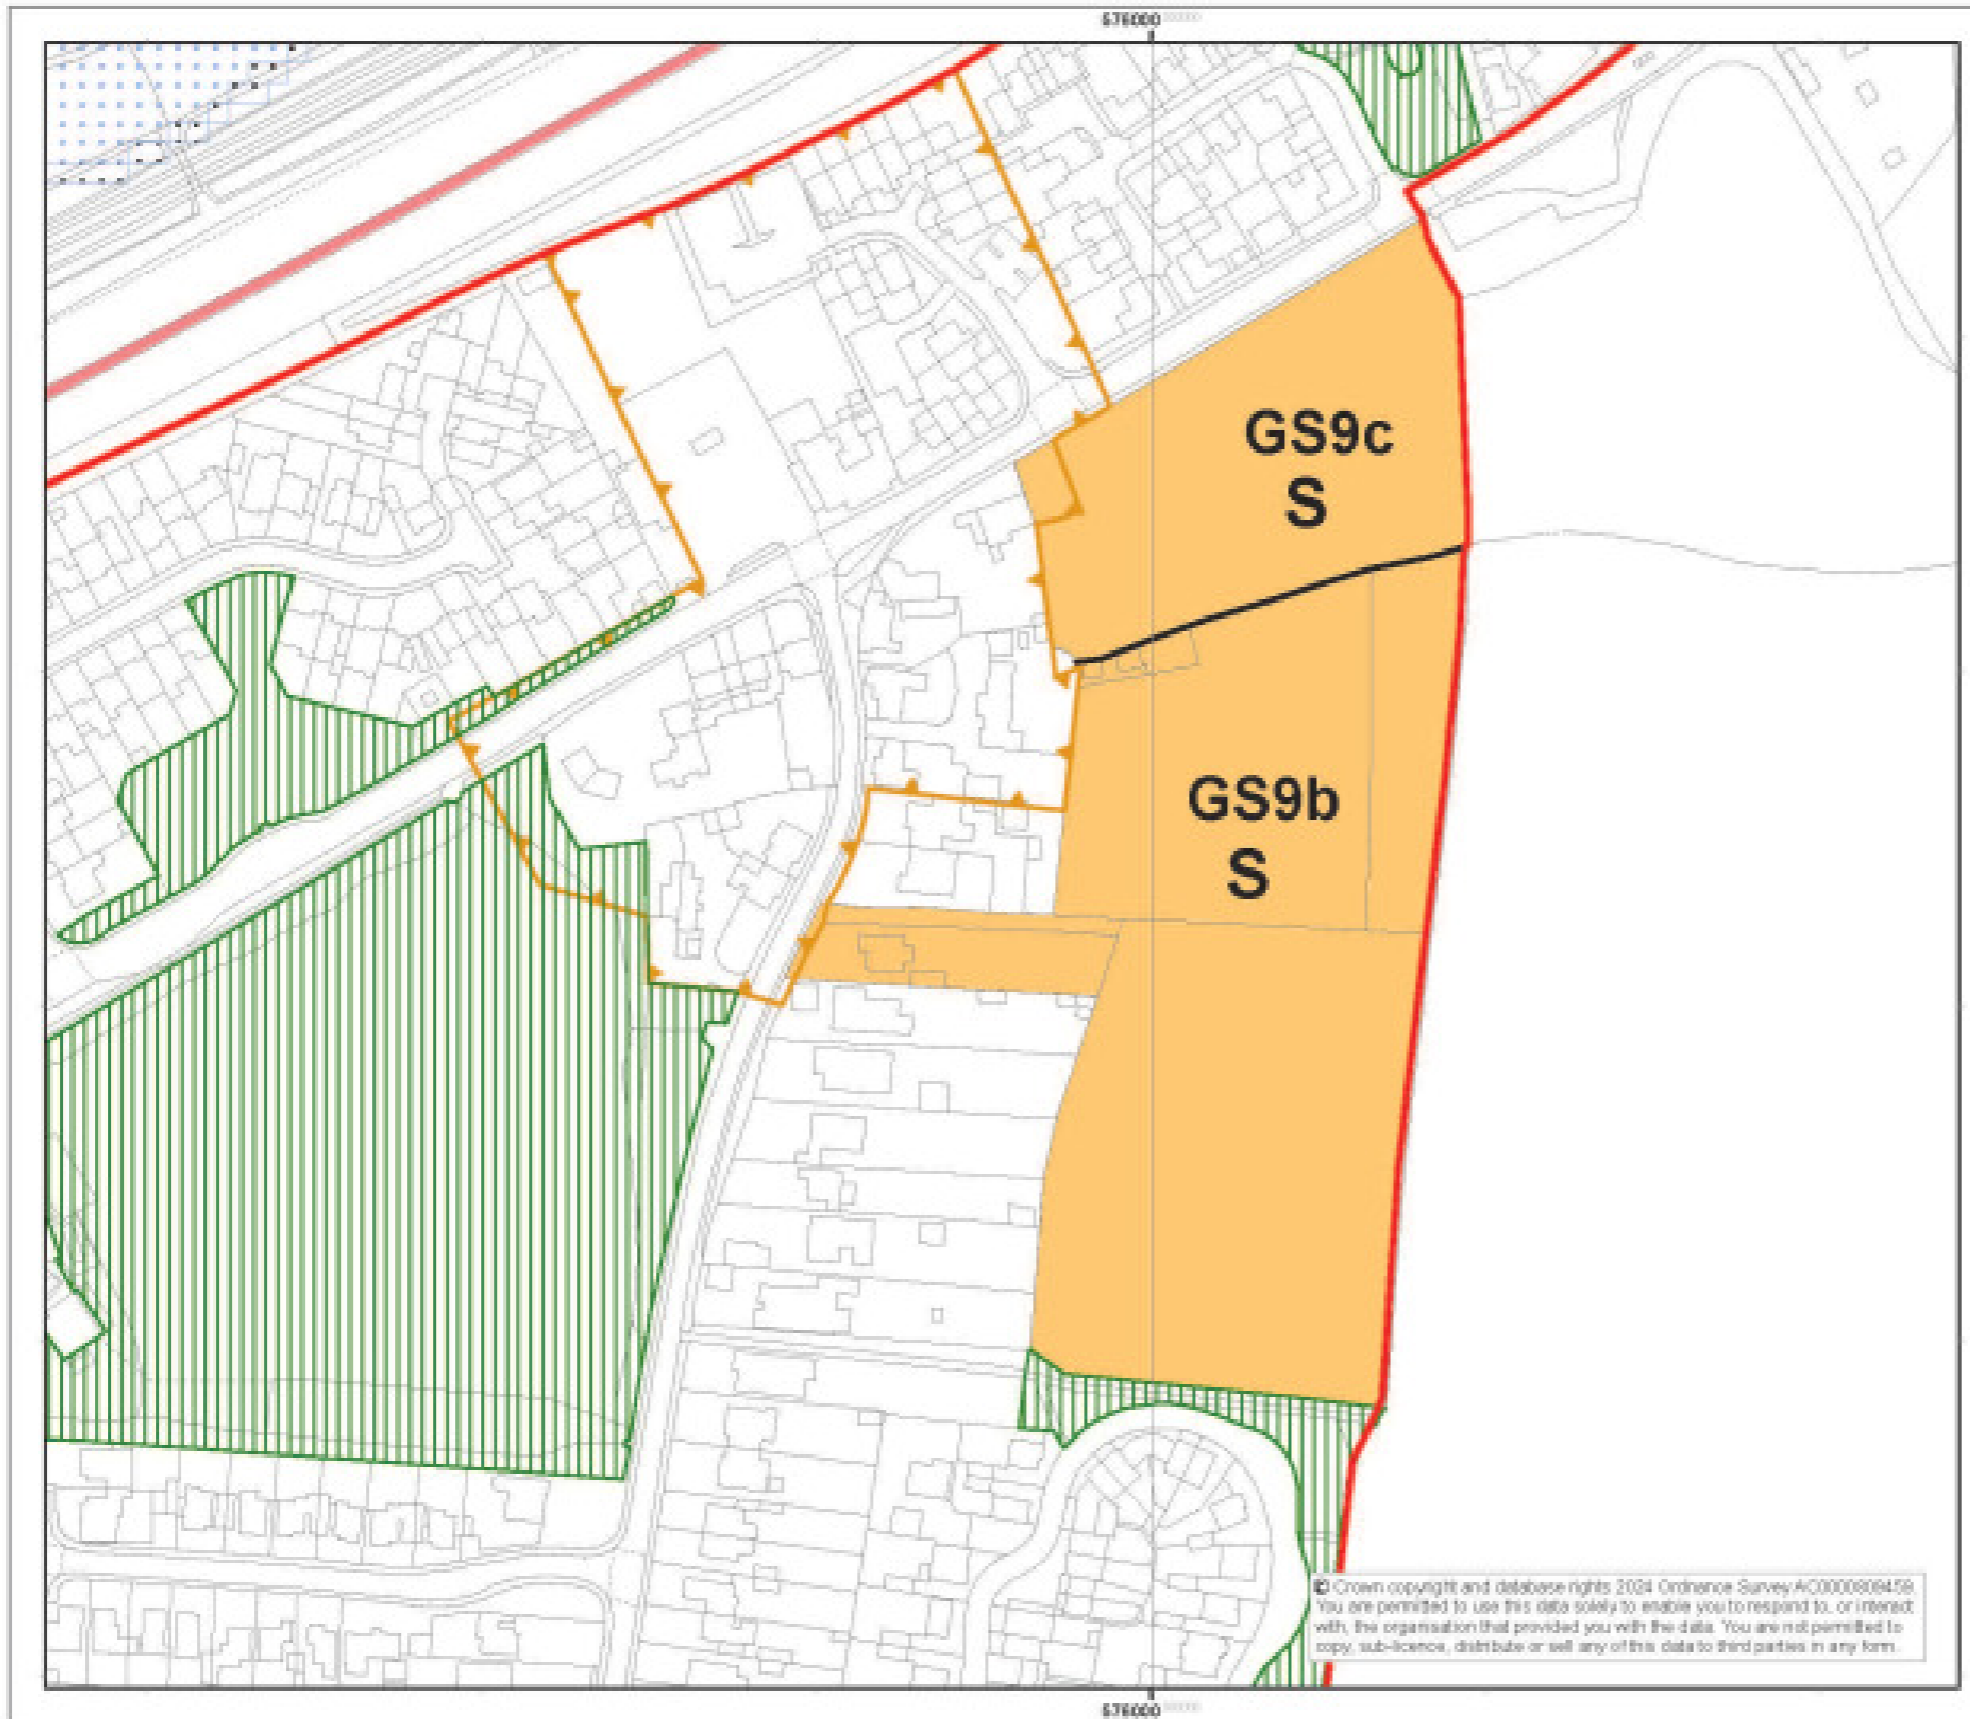 576000
GS9c
S
GS9b
S
© Crown copyright and database rights 2024 Ordnance Survey AC0000809459.
You are permitted to use this data solely to enable you to respond to, or interact
with, the organisation that provided you with the data. You are not permitted to
copy, sub-licence, distribute or sell any of this data to third parties in any form.
576000